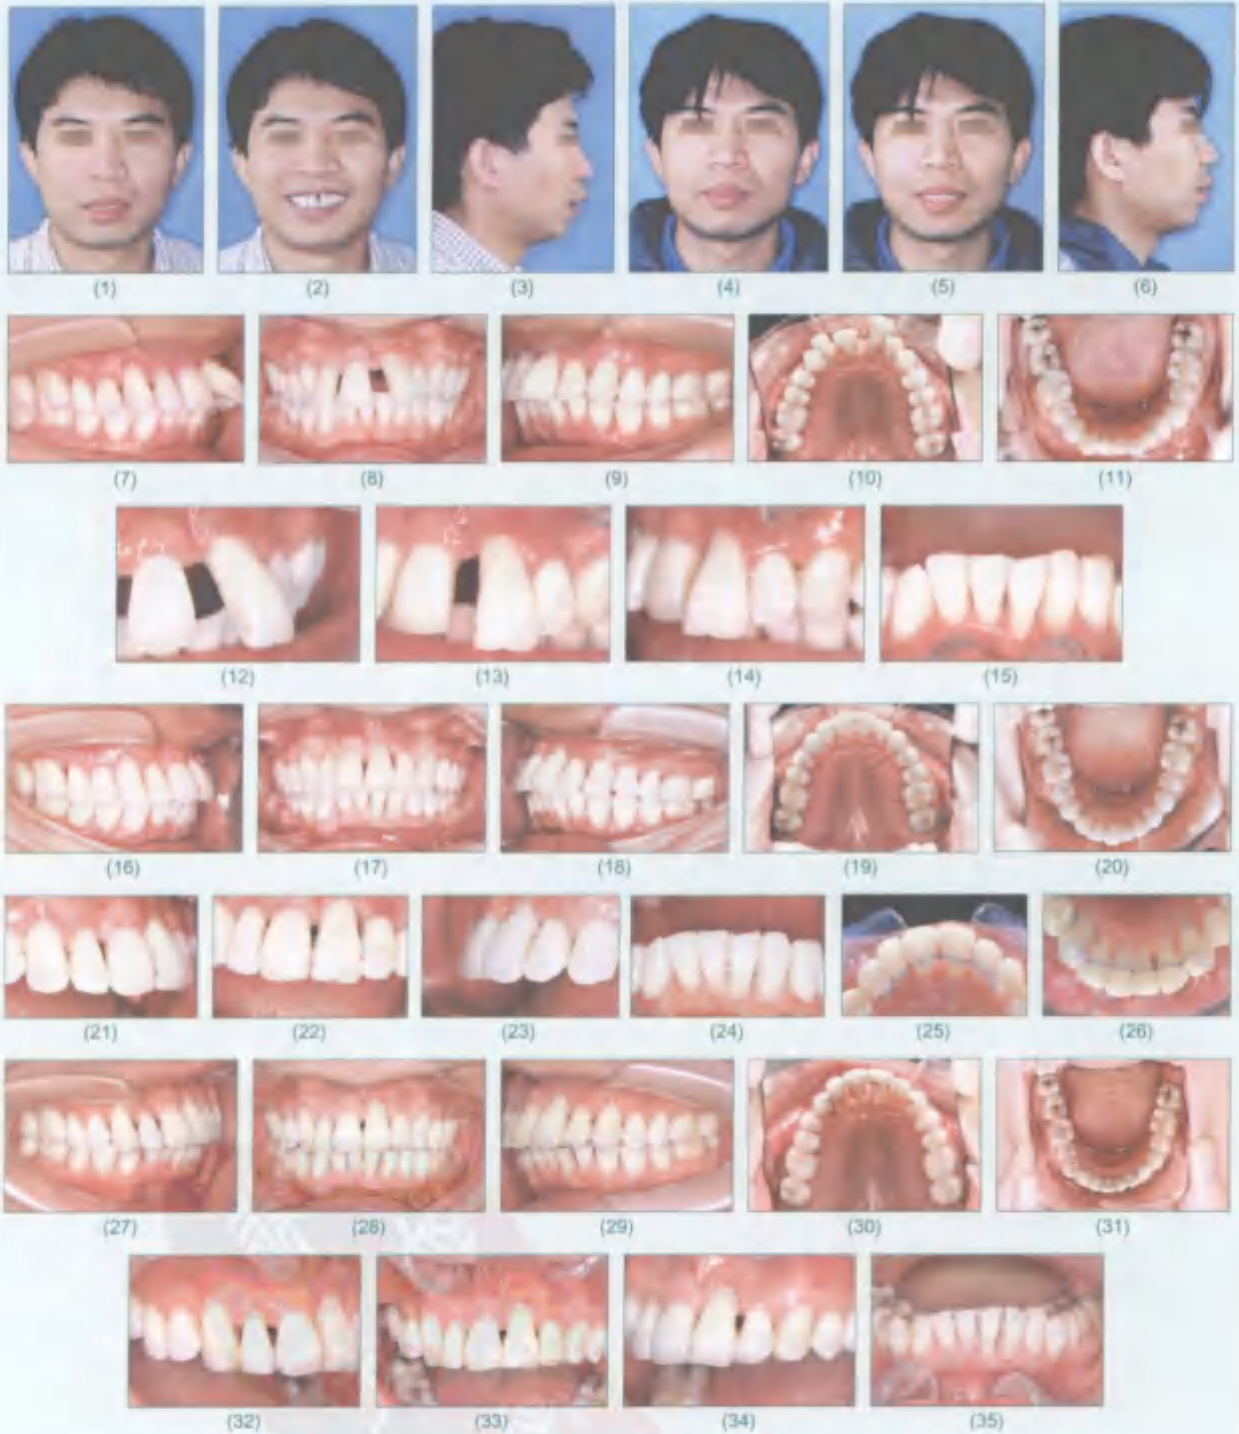 (1) (2) (3) (4) (5) (6)
(7) (8) (9) (10) (11)
(12) (13) (14) (15)
(16) (17) (18) (19) (20)
(21) (22) (23) (24) (25) (26)
(27) (28) (29) (30) (31)
(32) (33) (34) (35)